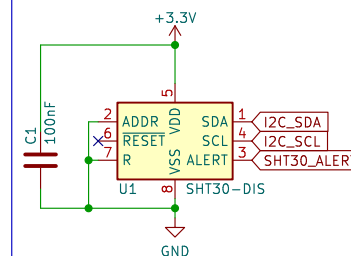 +3.3V
C1
100nF
5
VDD
2
ADDR
SDA
1
I2C_SDA
6
RESET
SCL
4
I2C_SCL
7
R
ALERT
3
SHT30_ALER
VSS
8
U1
SHT30-DIS
GND